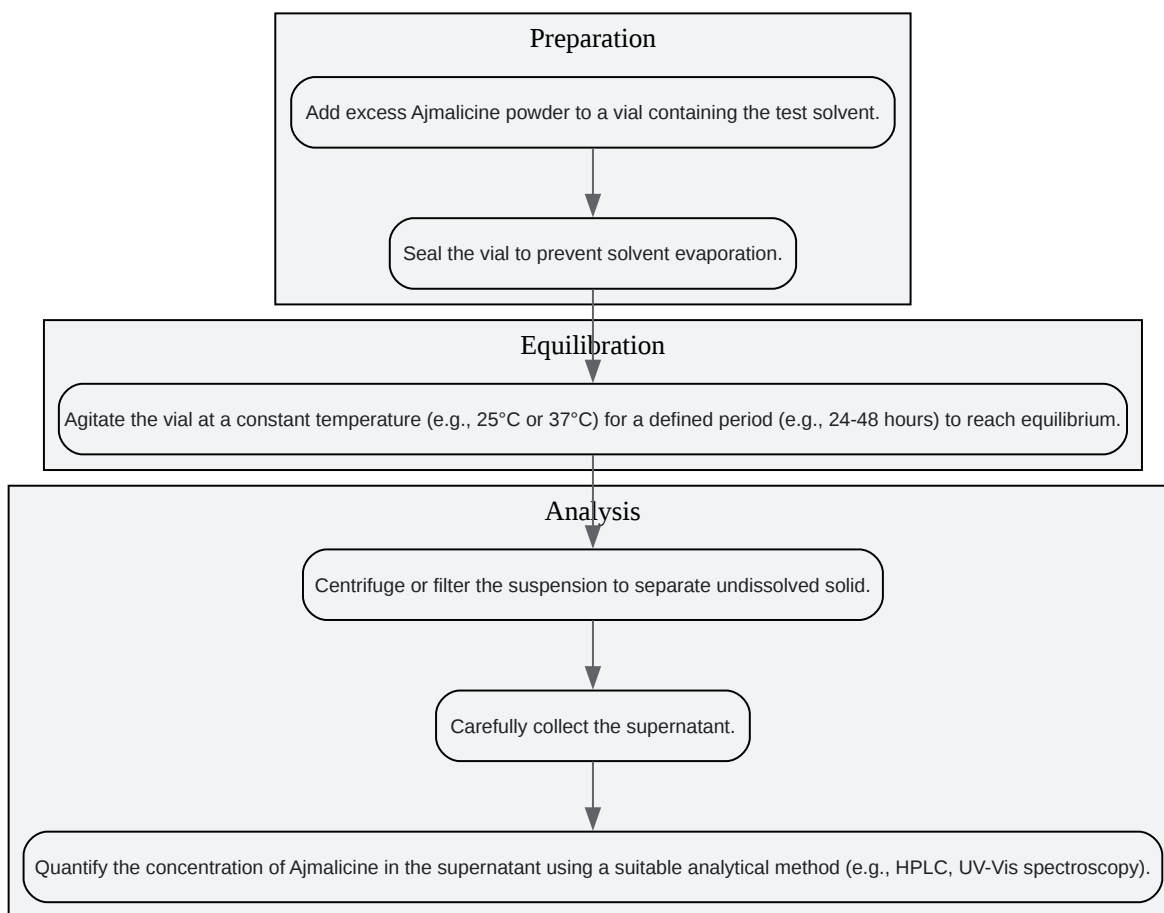 Preparation
Add excess Ajmalicine powder to a vial containing the test solvent.
Seal the vial to prevent solvent evaporation.
Equilibration
Agitate the vial at a constant temperature (e.g., 25°C or 37°C) for a defined period (e.g., 24-48 hours) to reach equilibrium.
Analysis
Centrifuge or filter the suspension to separate undissolved solid.
Carefully collect the supernatant.
Quantify the concentration of Ajmalicine in the supernatant using a suitable analytical method (e.g., HPLC, UV-Vis spectroscopy).